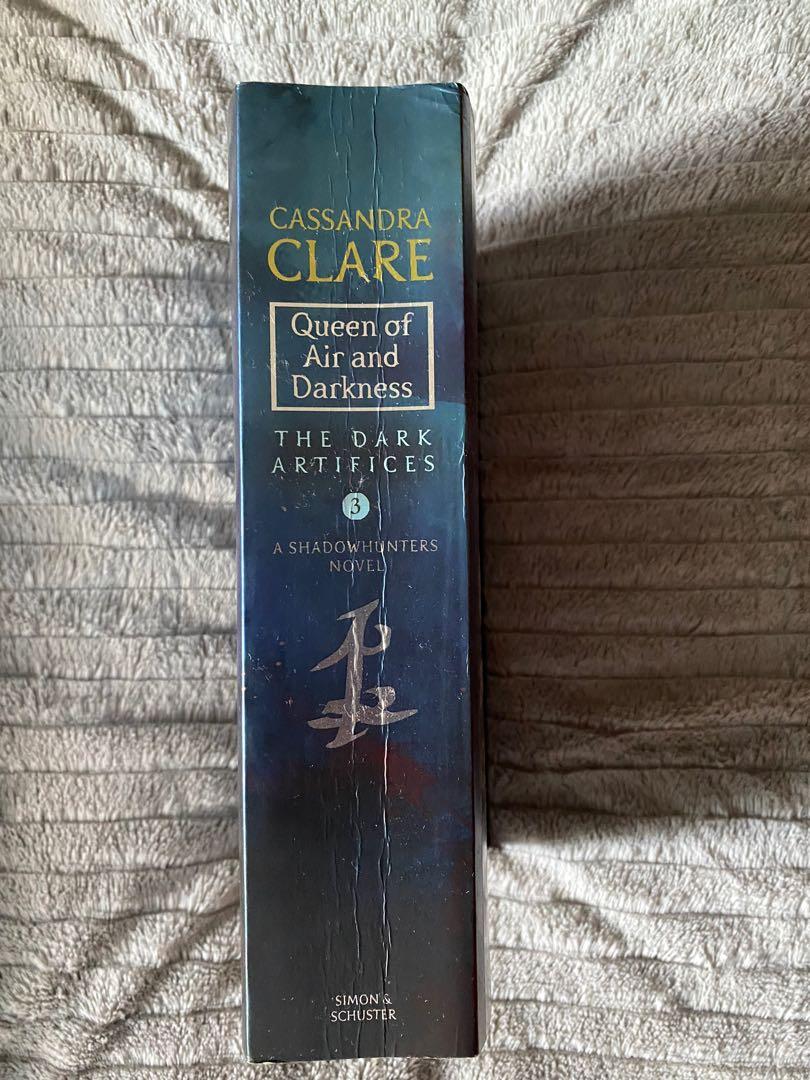 CASSANDRA
CLARE
Queen of
Air and
Darkness
THE DARK
ARTIFICES
3
A SHADOWHUNTERS
NOVEL
SIMON &
SCHUSTER